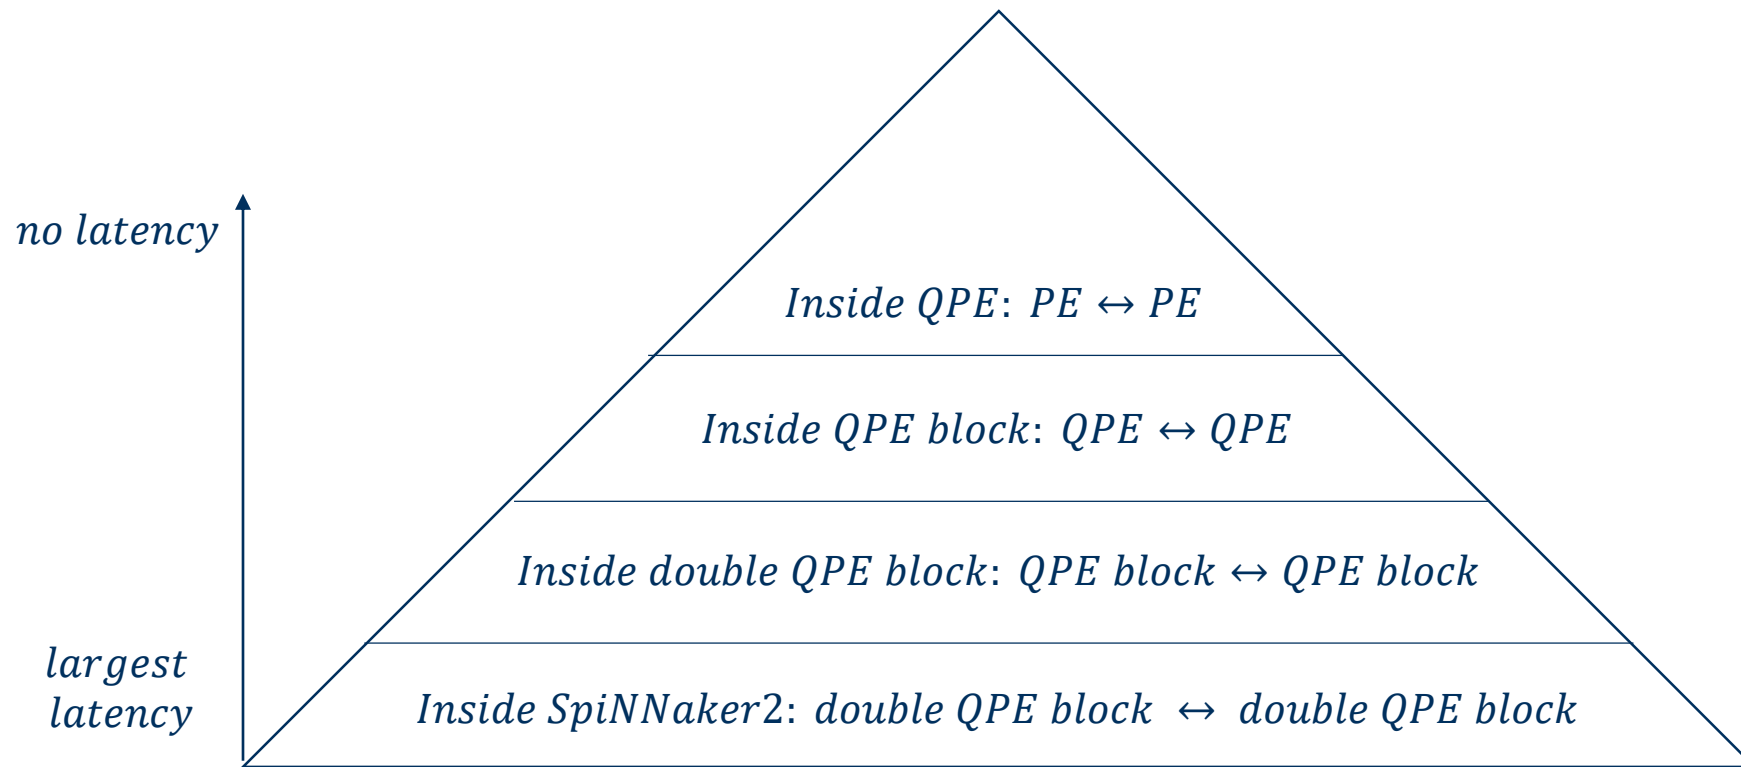 no latency
Inside QPE: PE ↔ PE
Inside QPE block: QPE ↔ QPE
Inside double QPE block: QPE block ↔ QPE block
largest
latency
Inside SpiNNaker2: double QPE block ↔ double QPE block